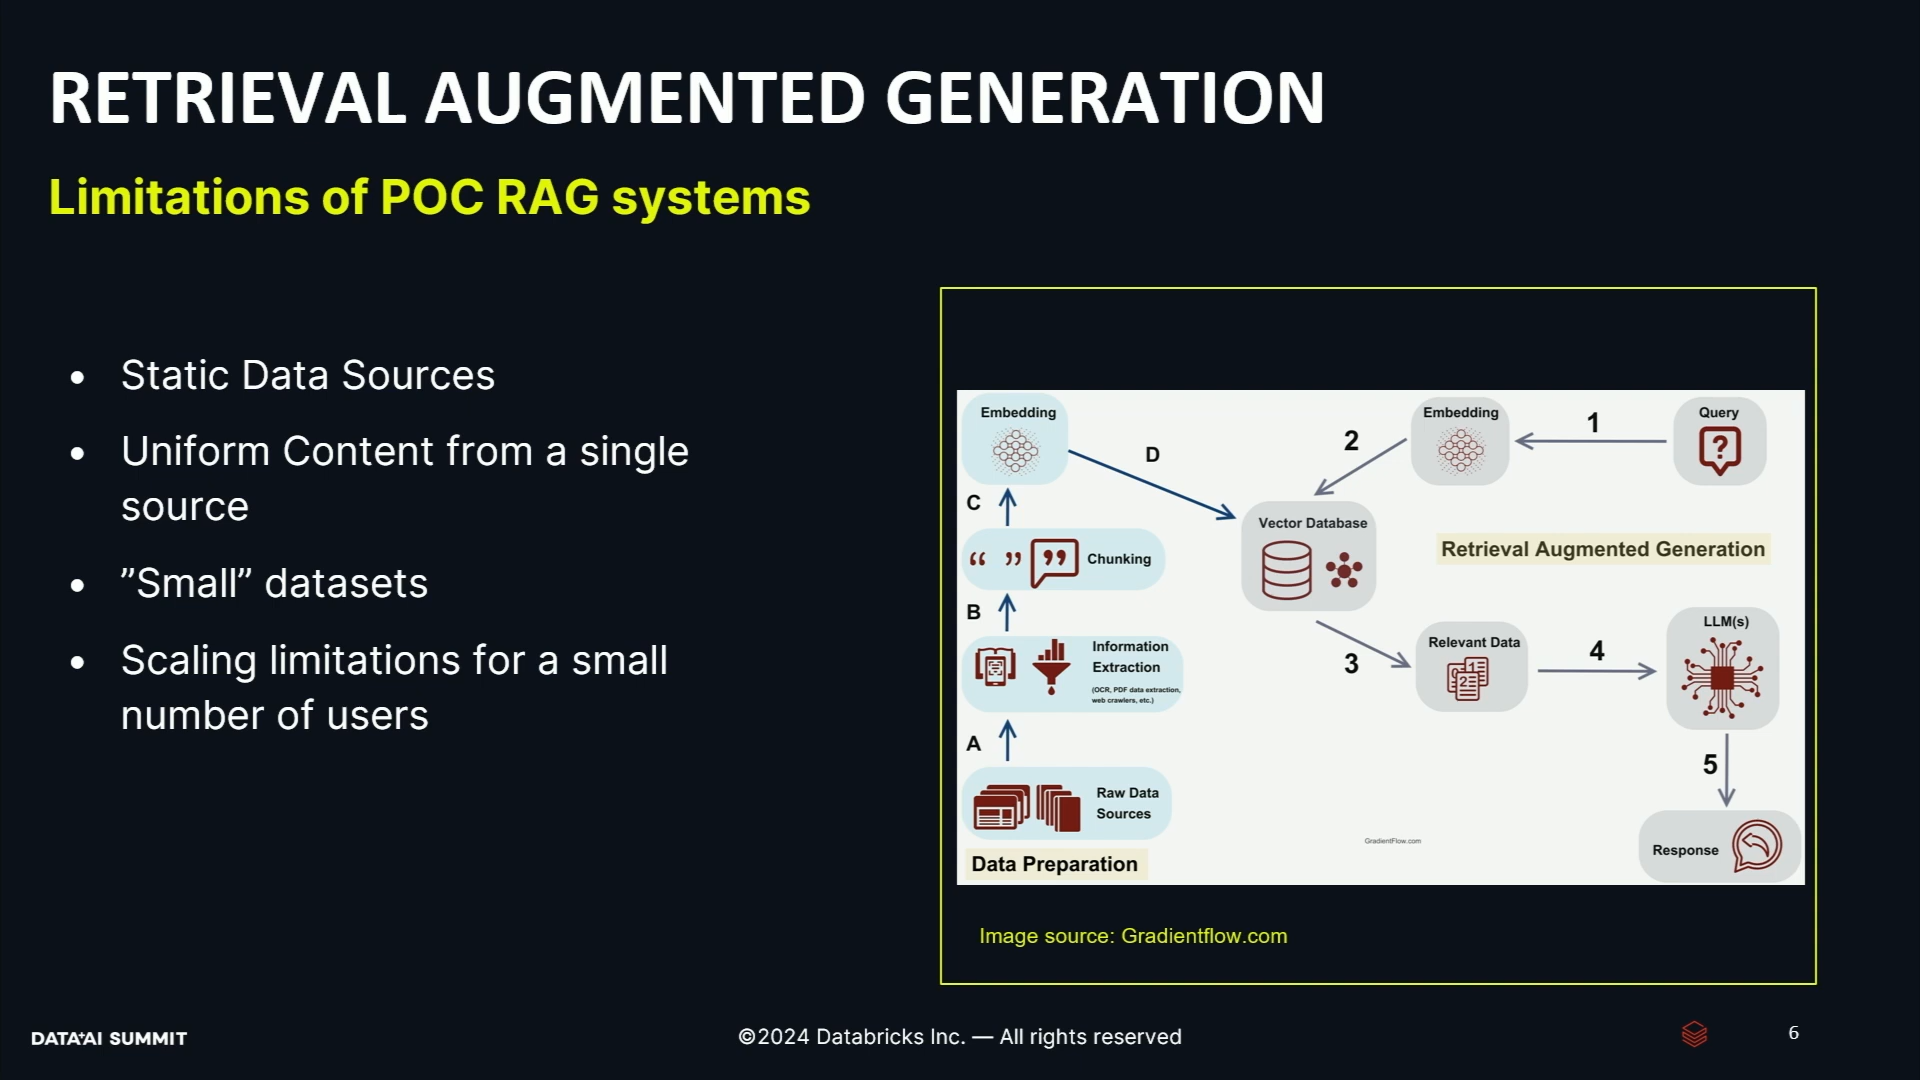 RETRIEVAL AUGMENTED GENERATION
Limitations of POC RAG systems
• Static Data Sources
• Uniform Content from a single
source
• ”Small” datasets
• Scaling limitations for a small
number of users
Embedding
C
“ ” Chunking
B
Information
Extraction
(OCR, PDF data extraction,
web crawlers, etc.)
A
Raw Data
Sources
Data Preparation
D
Embedding
1
Query
?
2
Vector Database
Retrieval Augmented Generation
3
Relevant Data
4
LLM(s)
5
Response
GradientFlow.com
Image source: Gradientflow.com
DATA+AI SUMMIT
©2024 Databricks Inc. — All rights reserved
6